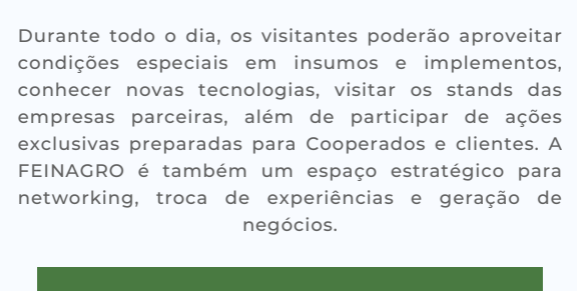 Durante todo o dia, os visitantes poderão aproveitar
condições especiais em insumos e implementos,
conhecer novas tecnologias, visitar os stands das
empresas parceiras, além de participar de ações
exclusivas preparadas para Cooperados e clientes. A
FEINAGRO é também um espaço estratégico para
networking, troca de experiências e geração de
negócios.